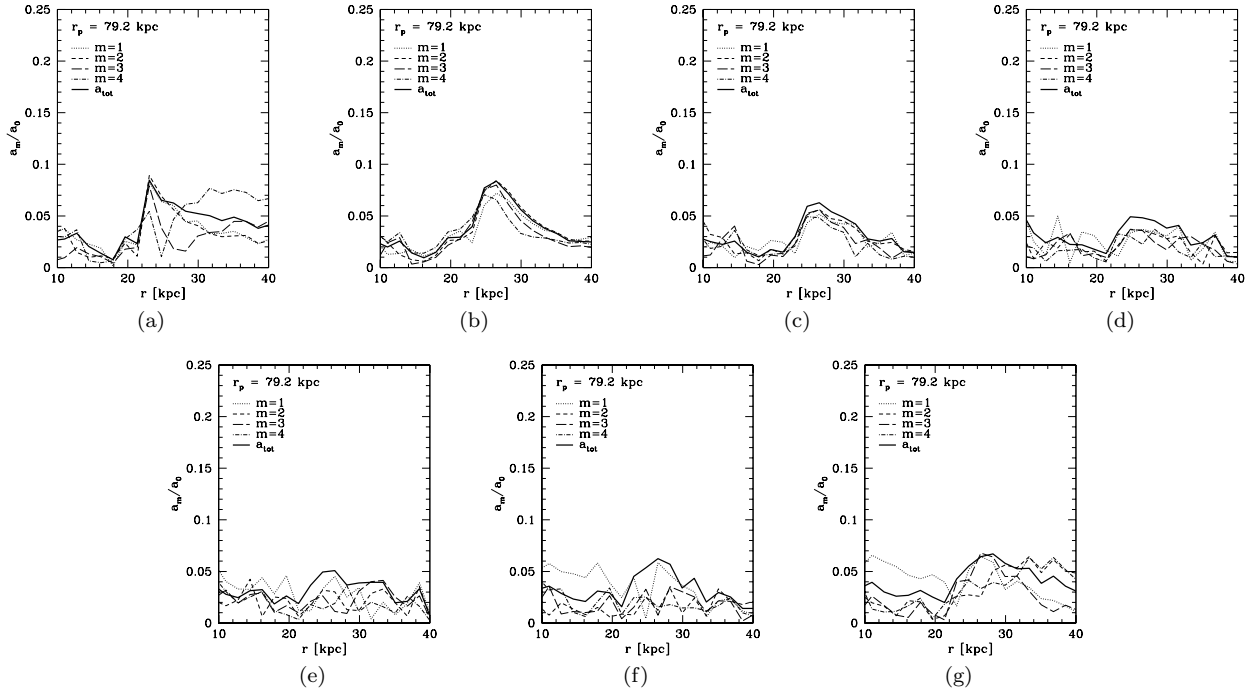 0.25
0.2
0.15
0.1
0.05
0
a_m/a_0
r_p = 79.2 kpc
m=1
m=2
m=3
m=4
a_tot
10 20 30 40
r [kpc]
(a)
0.25
0.2
0.15
0.1
0.05
0
a_m/a_0
r_p = 79.2 kpc
m=1
m=2
m=3
m=4
a_tot
10 20 30 40
r [kpc]
(b)
0.25
0.2
0.15
0.1
0.05
0
a_m/a_0
r_p = 79.2 kpc
m=1
m=2
m=3
m=4
a_tot
10 20 30 40
r [kpc]
(c)
0.25
0.2
0.15
0.1
0.05
0
a_m/a_0
r_p = 79.2 kpc
m=1
m=2
m=3
m=4
a_tot
10 20 30 40
r [kpc]
(d)
0.25
0.2
0.15
0.1
0.05
0
a_m/a_0
r_p = 79.2 kpc
m=1
m=2
m=3
m=4
a_tot
10 20 30 40
r [kpc]
(e)
0.25
0.2
0.15
0.1
0.05
0
a_m/a_0
r_p = 79.2 kpc
m=1
m=2
m=3
m=4
a_tot
10 20 30 40
r [kpc]
(f)
0.25
0.2
0.15
0.1
0.05
0
a_m/a_0
r_p = 79.2 kpc
m=1
m=2
m=3
m=4
a_tot
10 20 30 40
r [kpc]
(g)